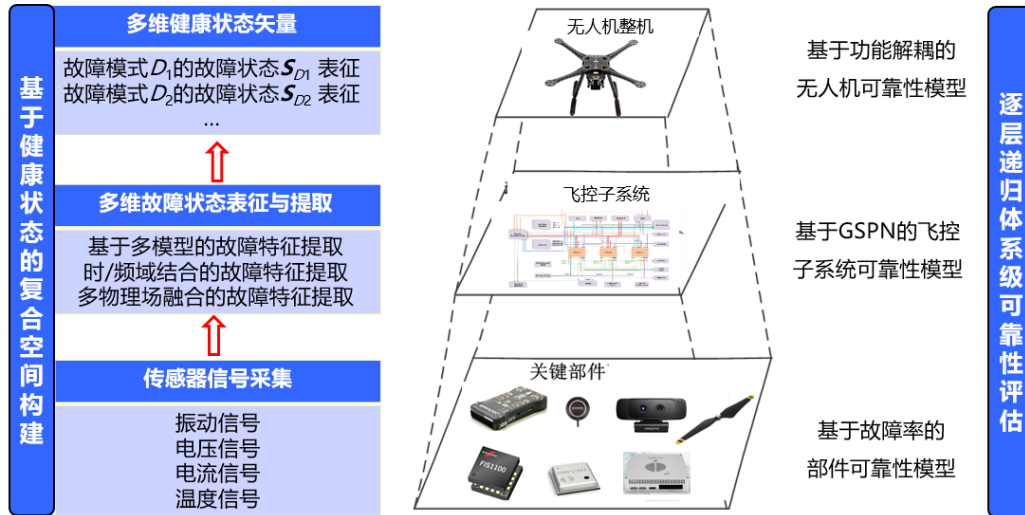 基于健康状态的复合空间构建
多维健康状态矢量
故障模式D1的故障状态SD1 表征
故障模式D2的故障状态SD2 表征
...
多维故障状态表征与提取
基于多模型的故障特征提取
时/频域结合的故障特征提取
多物理场融合的故障特征提取
传感器信号采集
振动信号
电压信号
电流信号
温度信号
无人机整机
飞控子系统
关键部件
FIS1100
基于功能解耦的
无人机可靠性模型
基于GSPN的飞控
子系统可靠性模型
基于故障率的
部件可靠性模型
逐层递归体系级可靠性评估